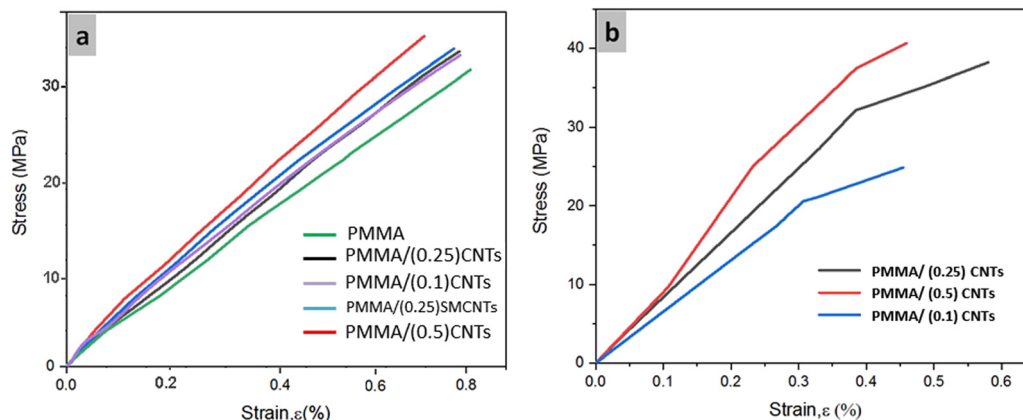 a
Stress (MPa)
30
20
10
0
0.0 0.2 0.4 0.6 0.8
Strain,ε(%)
PMMA
PMMA/(0.25)CNTs
PMMA/(0.1)CNTs
PMMA/(0.25)SMCNTs
PMMA/(0.5)CNTs
b
Stress (MPa)
40
30
20
10
0
0.0 0.1 0.2 0.3 0.4 0.5 0.6
Strain,ε (%)
PMMA/ (0.25) CNTs
PMMA/ (0.5) CNTs
PMMA/ (0.1) CNTs